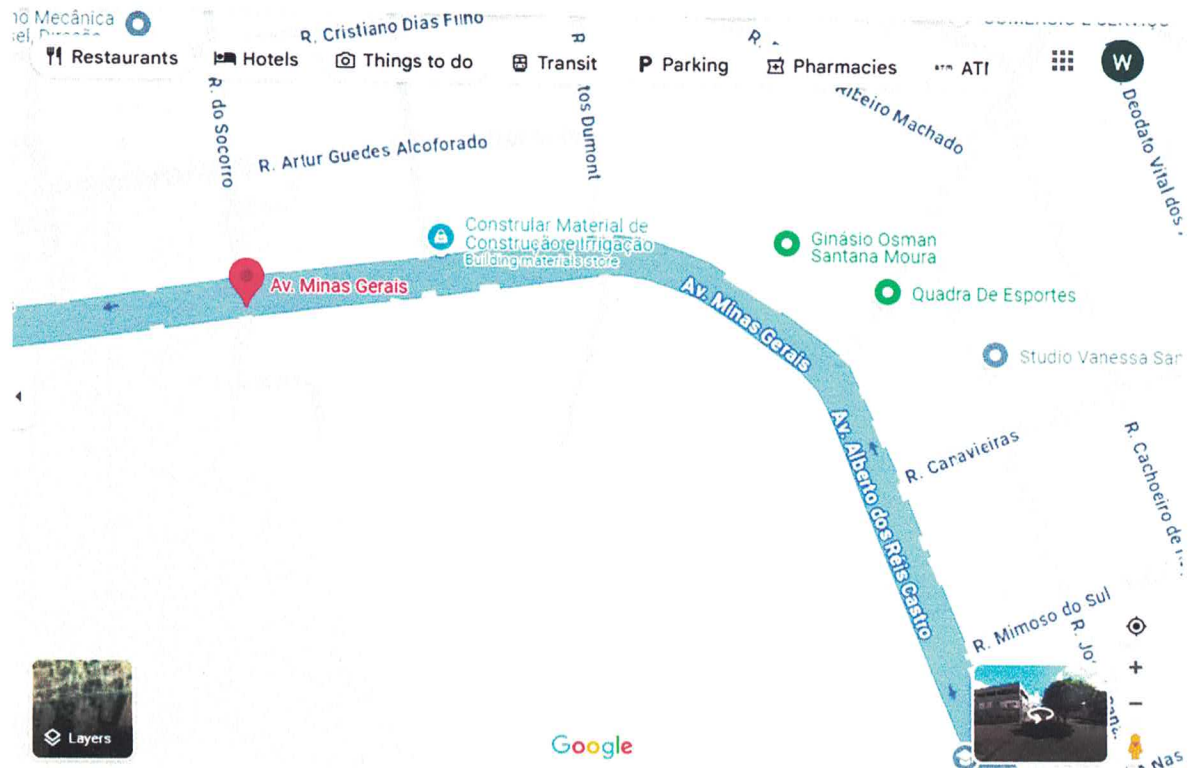 R. Cristiano Dias Filho
Restaurants
Hotels
Things to do
Transit
P Parking
Pharmacies
W
R. do Socorro
R. Artur Guedes Alcoforado
tos Dumont
Ribeiro Machado
Deodato Vital dos
Constrular Material de
Construção e Irrigação
Building materials store
Ginásio Osman
Santana Moura
Quadra De Esportes
Av. Minas Gerais
Av. Minas Gerais
Studio Vanessa Sar
Av. Alberto dos Reis Castro
R. Canavieiras
R. Cachoeiro de
R. Mimoso do Sul
Layers
Google